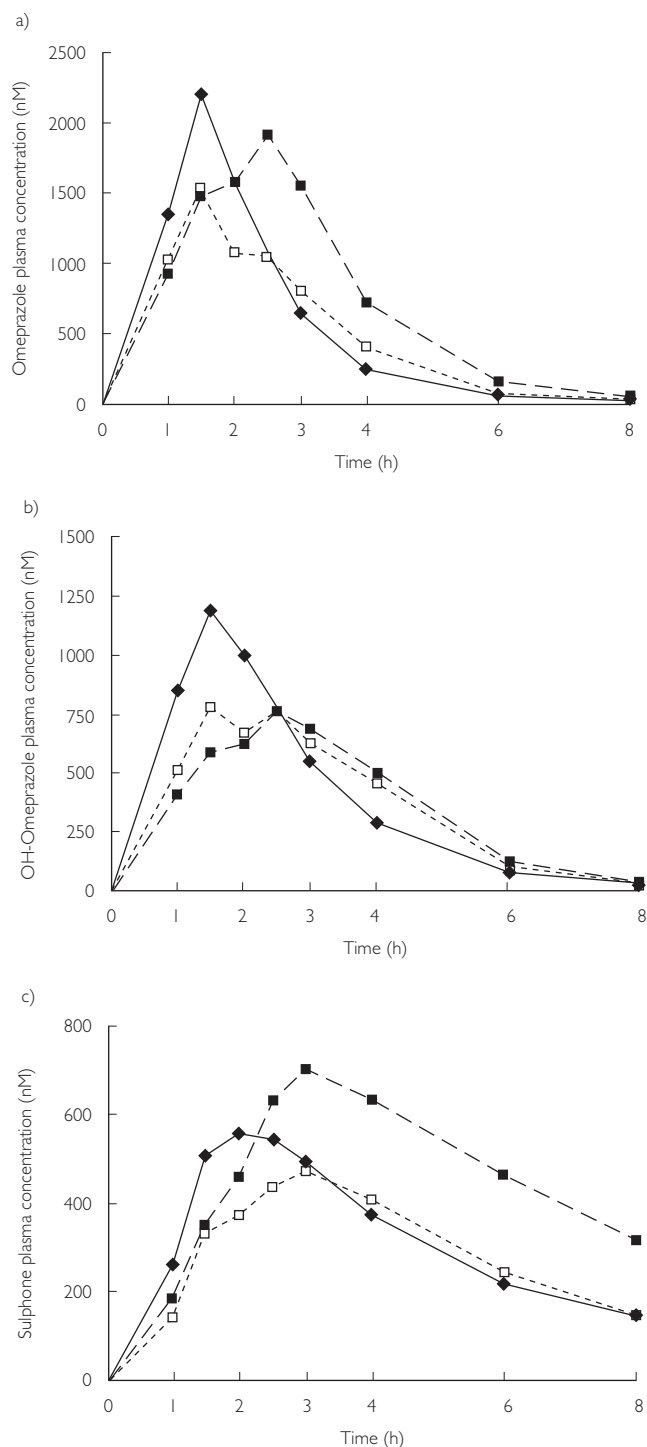 a)
Omeprazole plasma concentration (nM)
2500
2000
1500
1000
500
0
0 1 2 3 4 6 8
Time (h)
b)
OH-Omeprazole plasma concentration (nM)
1500
1250
1000
750
500
250
0
0 1 2 3 4 6 8
Time (h)
c)
Sulphone plasma concentration (nM)
800
600
400
200
0
0 1 2 3 4 6 8
Time (h)